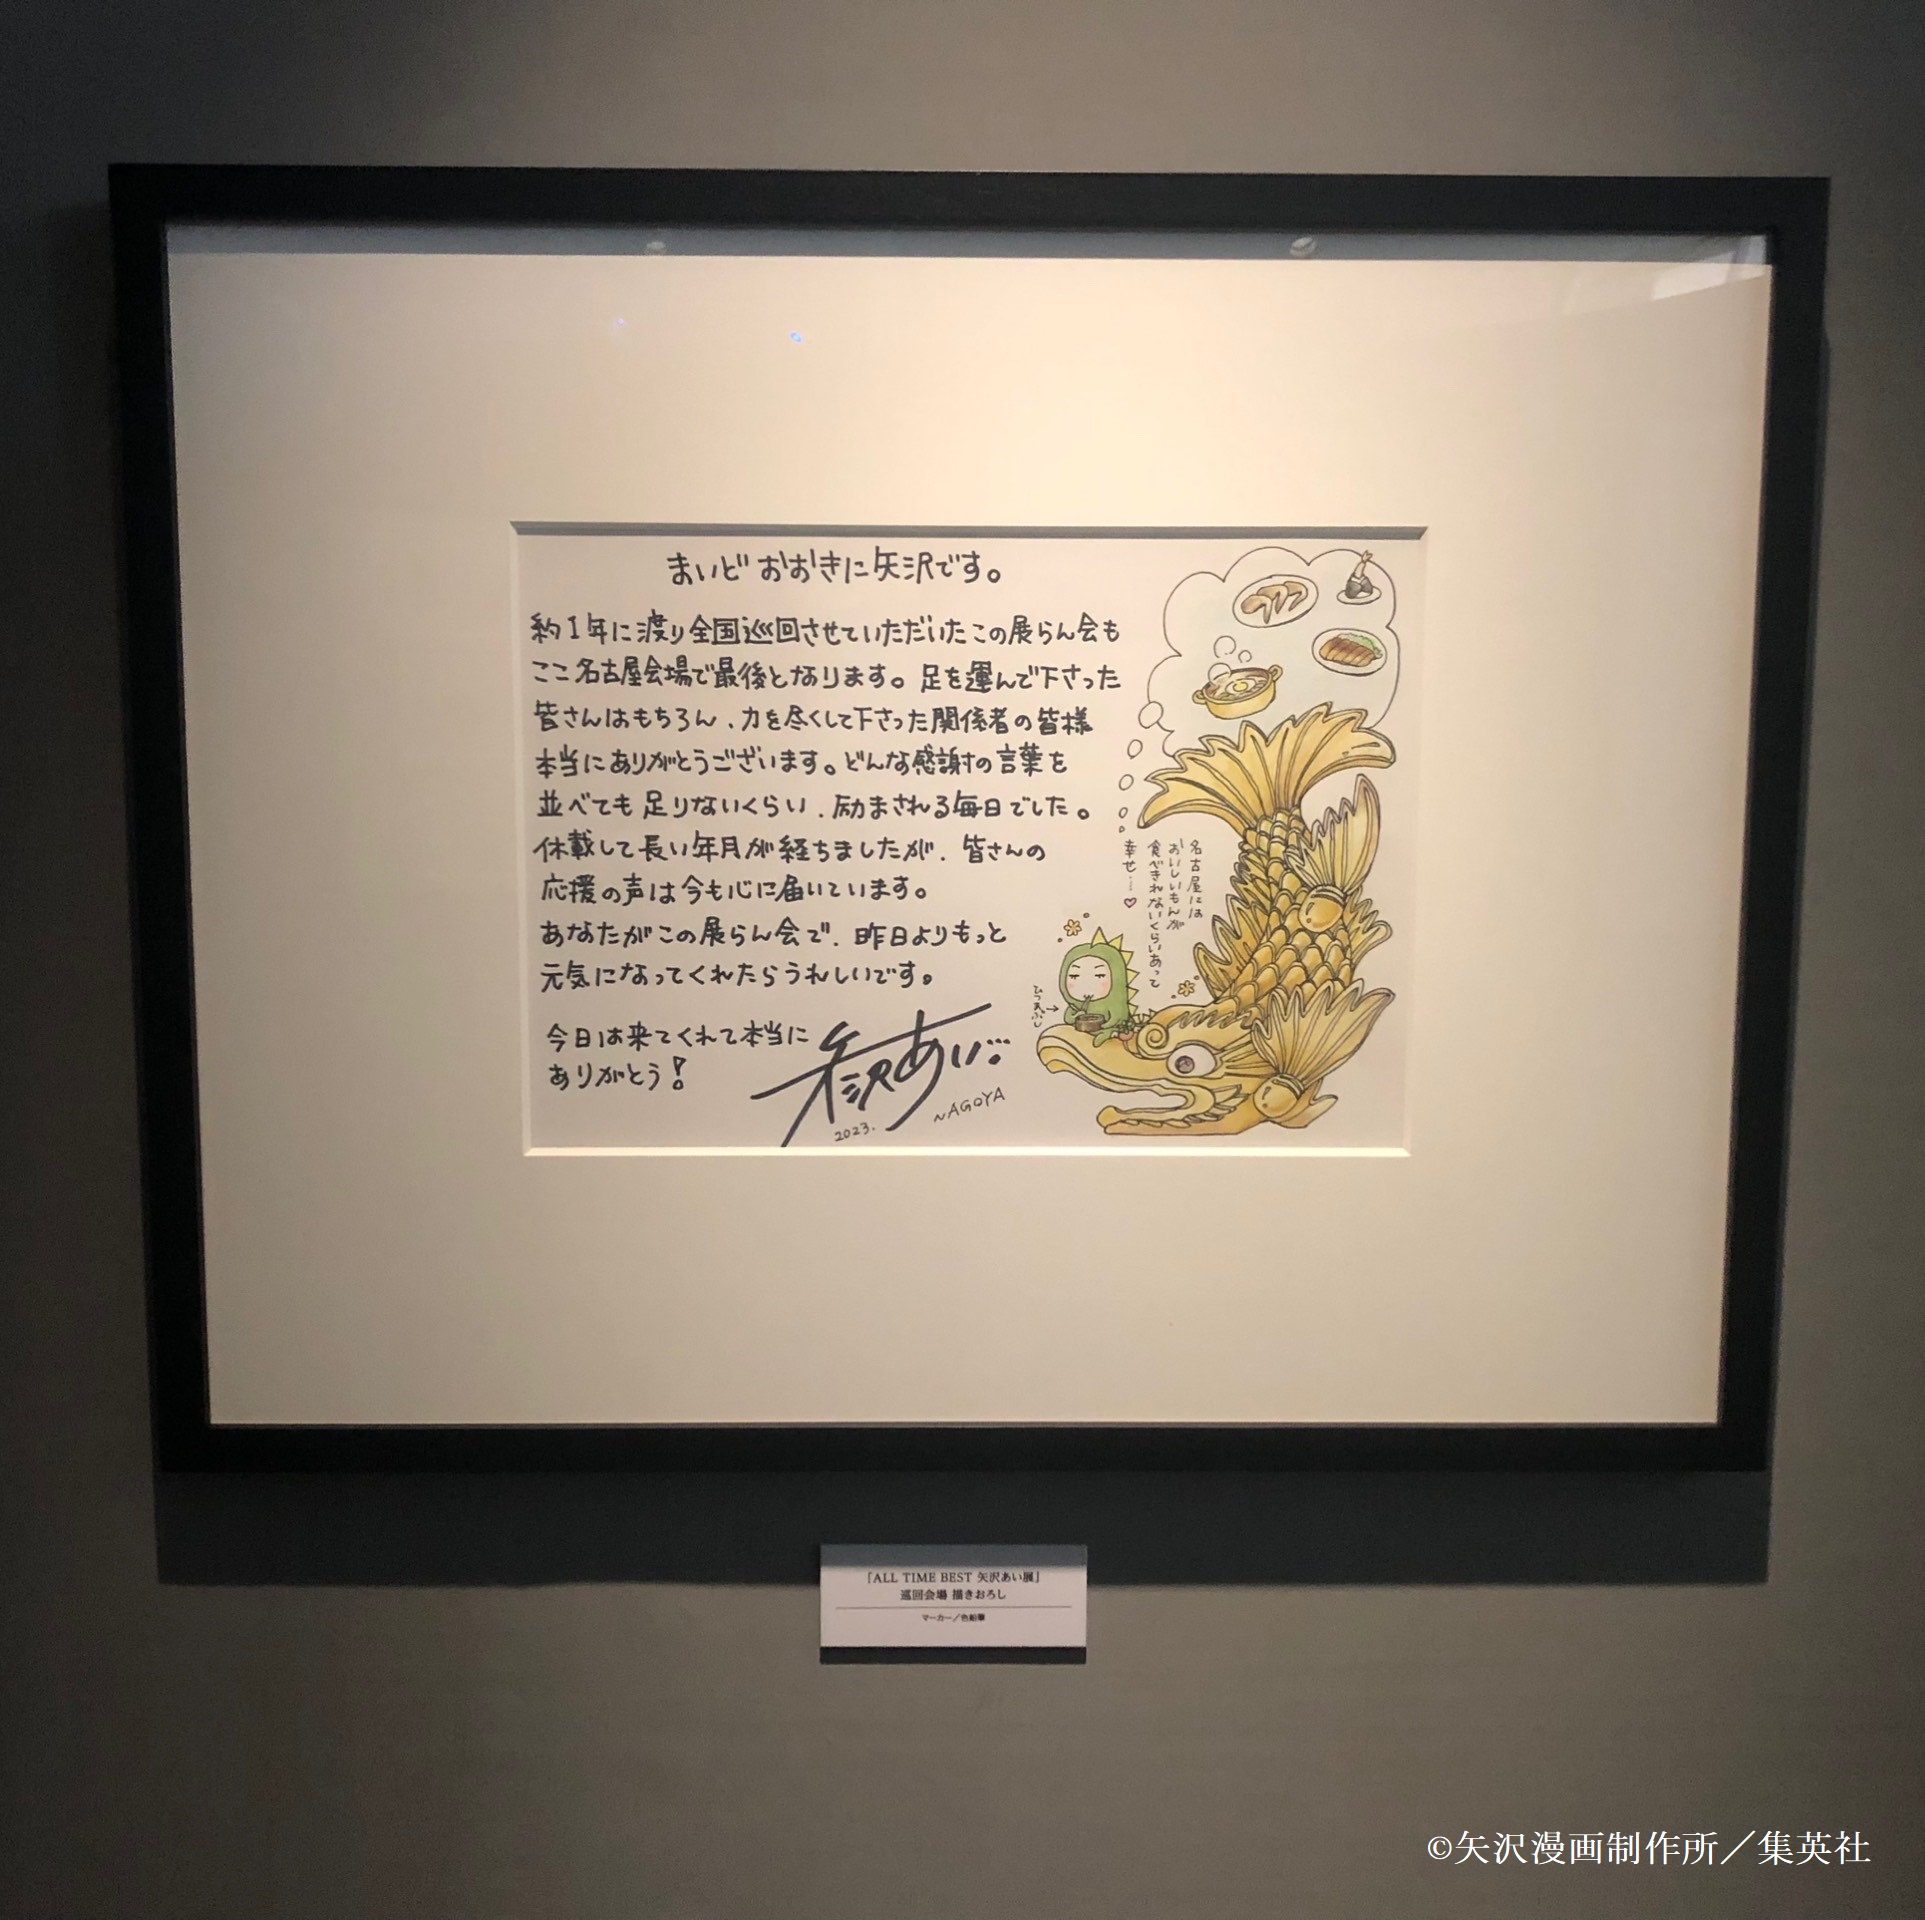 まいどおおきに矢沢です。
約1年に渡り全国巡回させていただいたこの展らん会も
ここ名古屋会場で最後となります。足を運んで下さった
皆さんはもちろん、力を尽くして下さった関係者の皆様
本当にありがとうございます。どんな感謝の言葉を
並べても足りないくらい、励まされる毎日でした。
休載して長い年月が経ちましたが、皆さんの
応援の声は今も心に届いています。
あなたがこの展らん会で、昨日よりもっと
元気になってくれたらうれしいです。
今日は来てくれて本当に
ありがとう!
矢沢あい
2023.
NAGOYA
名古屋には
おいしいもんが
食べきれないくらいあって
幸せ…♡
ひつまぶし
「ALL TIME BEST 矢沢あい展」
巡回会場 描きおろし
マーカー/色鉛筆
©矢沢漫画制作所/集英社